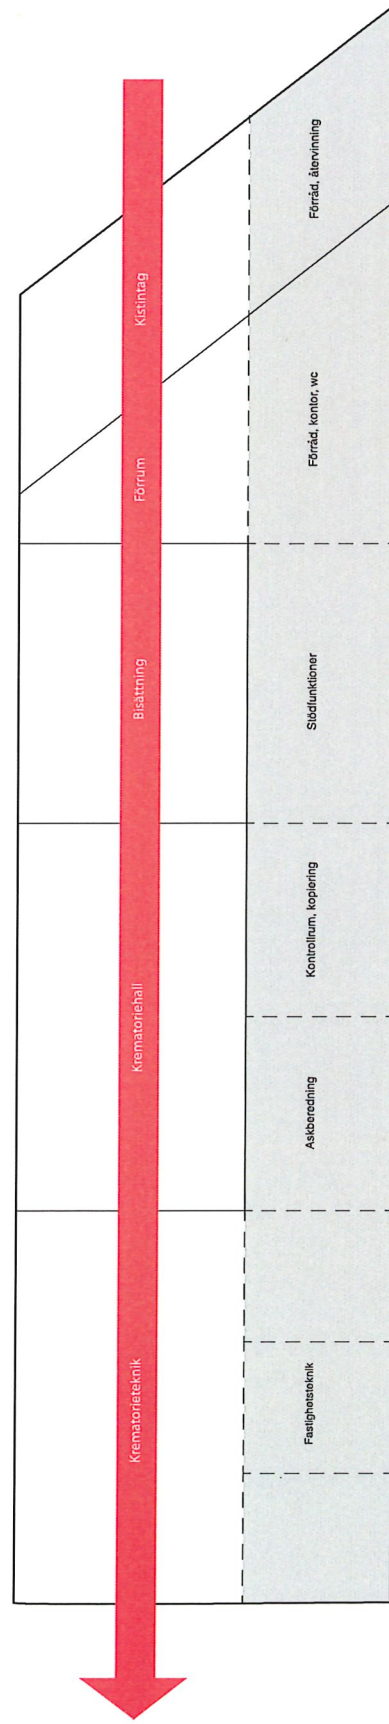 Kistintag
Förrum
Bisättning
Krematoriehall
Krematorieteknik
Förråd, återvinning
Förråd, kontor, wc
Stödfunktioner
Kontrollrum, kopiering
Askberedning
Fastighetsteknik